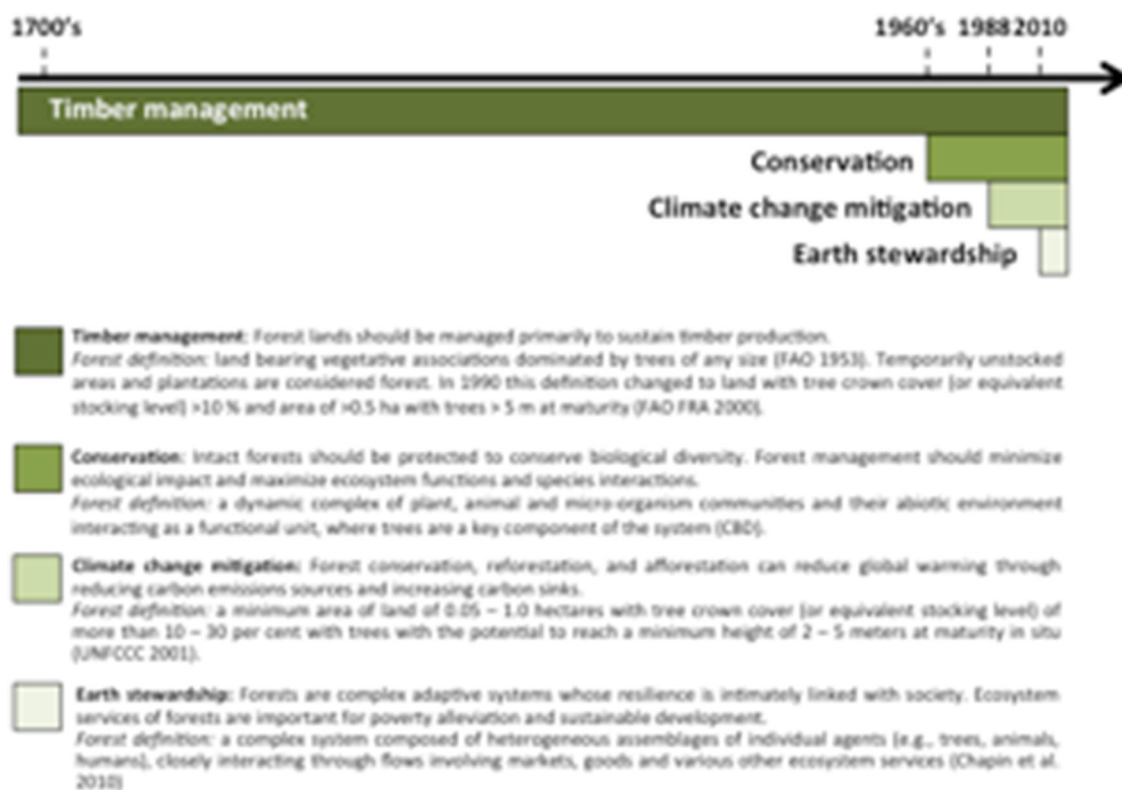 1700's 1960's 1988 2010
Timber management
Conservation
Climate change mitigation
Earth stewardship
Timber management: Forest lands should be managed primarily to sustain timber production.
Forest definition: land bearing vegetative associations dominated by trees of any size (FAO 1953). Temporarily unstocked
areas and plantations are considered forest. In 1990 this definition changed to land with tree crown cover (or equivalent
stocking level) >10 % and area of >0.5 ha with trees > 5 m at maturity (FAO FRA 2000).
Conservation: Intact forests should be protected to conserve biological diversity. Forest management should minimize
ecological impact and maximize ecosystem functions and species interactions.
Forest definition: a dynamic complex of plant, animal and micro-organism communities and their abiotic environment
interacting as a functional unit, where trees are a key component of the system (CBD).
Climate change mitigation: Forest conservation, reforestation, and afforestation can reduce global warming through
reducing carbon emissions sources and increasing carbon sinks.
Forest definition: a minimum area of land of 0.05 – 1.0 hectares with tree crown cover (or equivalent stocking level) of
more than 10 – 30 per cent with trees with the potential to reach a minimum height of 2 – 5 meters at maturity in situ
(UNFCCC 2001).
Earth stewardship: Forests are complex adaptive systems whose resilience is intimately linked with society. Ecosystem
services of forests are important for poverty alleviation and sustainable development.
Forest definition: a complex system composed of heterogeneous assemblages of individual agents (e.g., trees, animals,
humans), closely interacting through flows involving markets, goods and various other ecosystem services (Chapin et al.
2010)